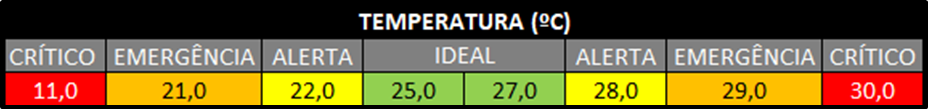 TEMPERATURA (ºC)
CRÍTICO EMERGÊNCIA ALERTA IDEAL ALERTA EMERGÊNCIA CRÍTICO
11,0 21,0 22,0 25,0 27,0 28,0 29,0 30,0